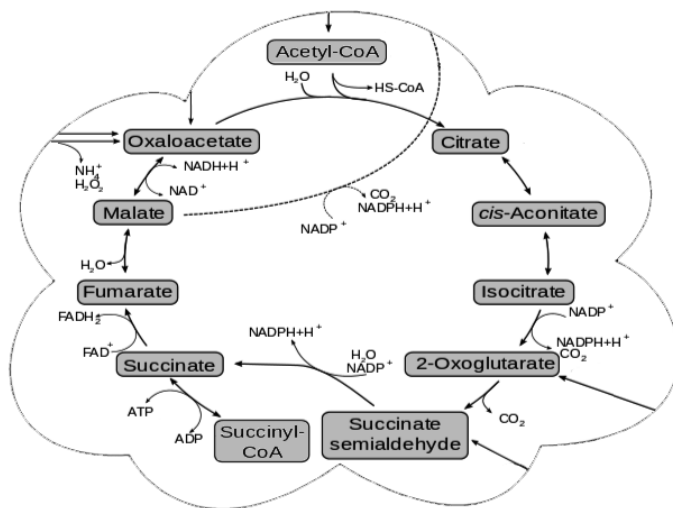 Acetyl-CoA
H₂O
HS-CoA
Oxaloacetate
Citrate
NH₄⁺
H₂O₂
NADH+H⁺
NAD⁺
CO₂
NADPH+H⁺
NADP⁺
Malate
cis-Aconitate
H₂O
Fumarate
Isocitrate
FADH₂
FAD⁺
NADP⁺
NADPH+H⁺
CO₂
NADPH+H⁺
H₂O
NADP⁺
Succinate
2-Oxoglutarate
ATP
ADP
CO₂
Succinyl-
CoA
Succinate
semialdehyde